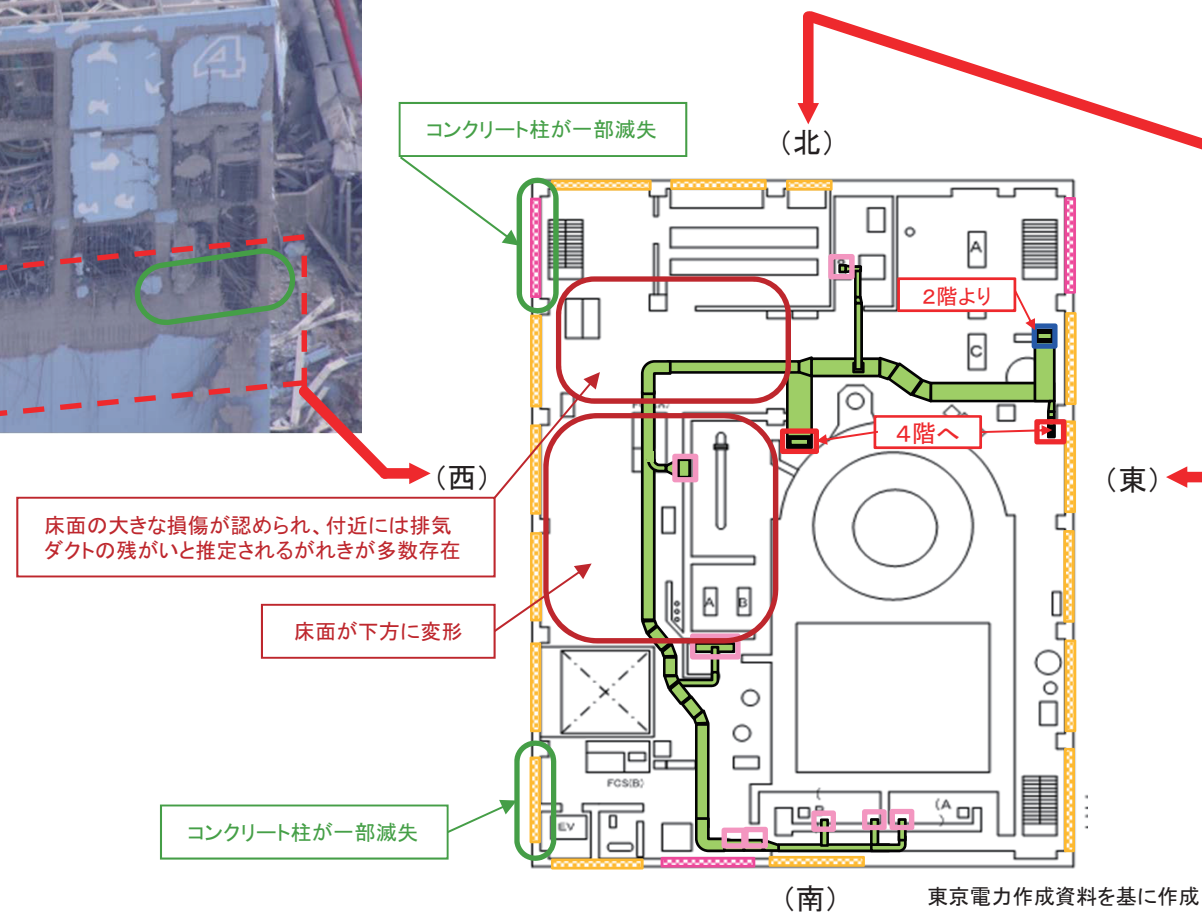 4
コンクリート柱が一部滅失
（北）
A
2階より
C
4階へ
（西）
（東）
床面の大きな損傷が認められ、付近には排気
ダクトの残がいと推定されるがれきが多数存在
A
B
床面が下方に変形
FCS(B)
コンクリート柱が一部滅失
EV
(A
)
（南）
東京電力作成資料を基に作成